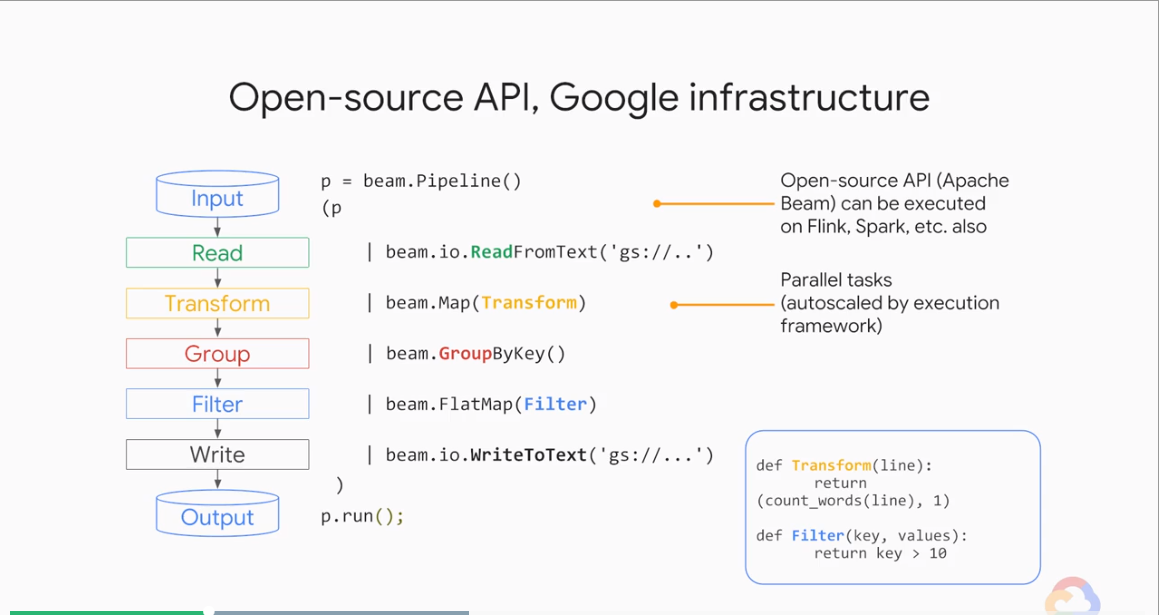 Open-source API, Google infrastructure
Input
Read
Transform
Group
Filter
Write
Output
p = beam.Pipeline()
(p
| beam.io.ReadFromText('gs://..')
| beam.Map(Transform)
| beam.GroupByKey()
| beam.FlatMap(Filter)
| beam.io.WriteToText('gs://...')
)
p.run();
Open-source API (Apache
Beam) can be executed
on Flink, Spark, etc. also
Parallel tasks
(autoscaled by execution
framework)
def Transform(line):
return
(count_words(line), 1)
def Filter(key, values):
return key > 10